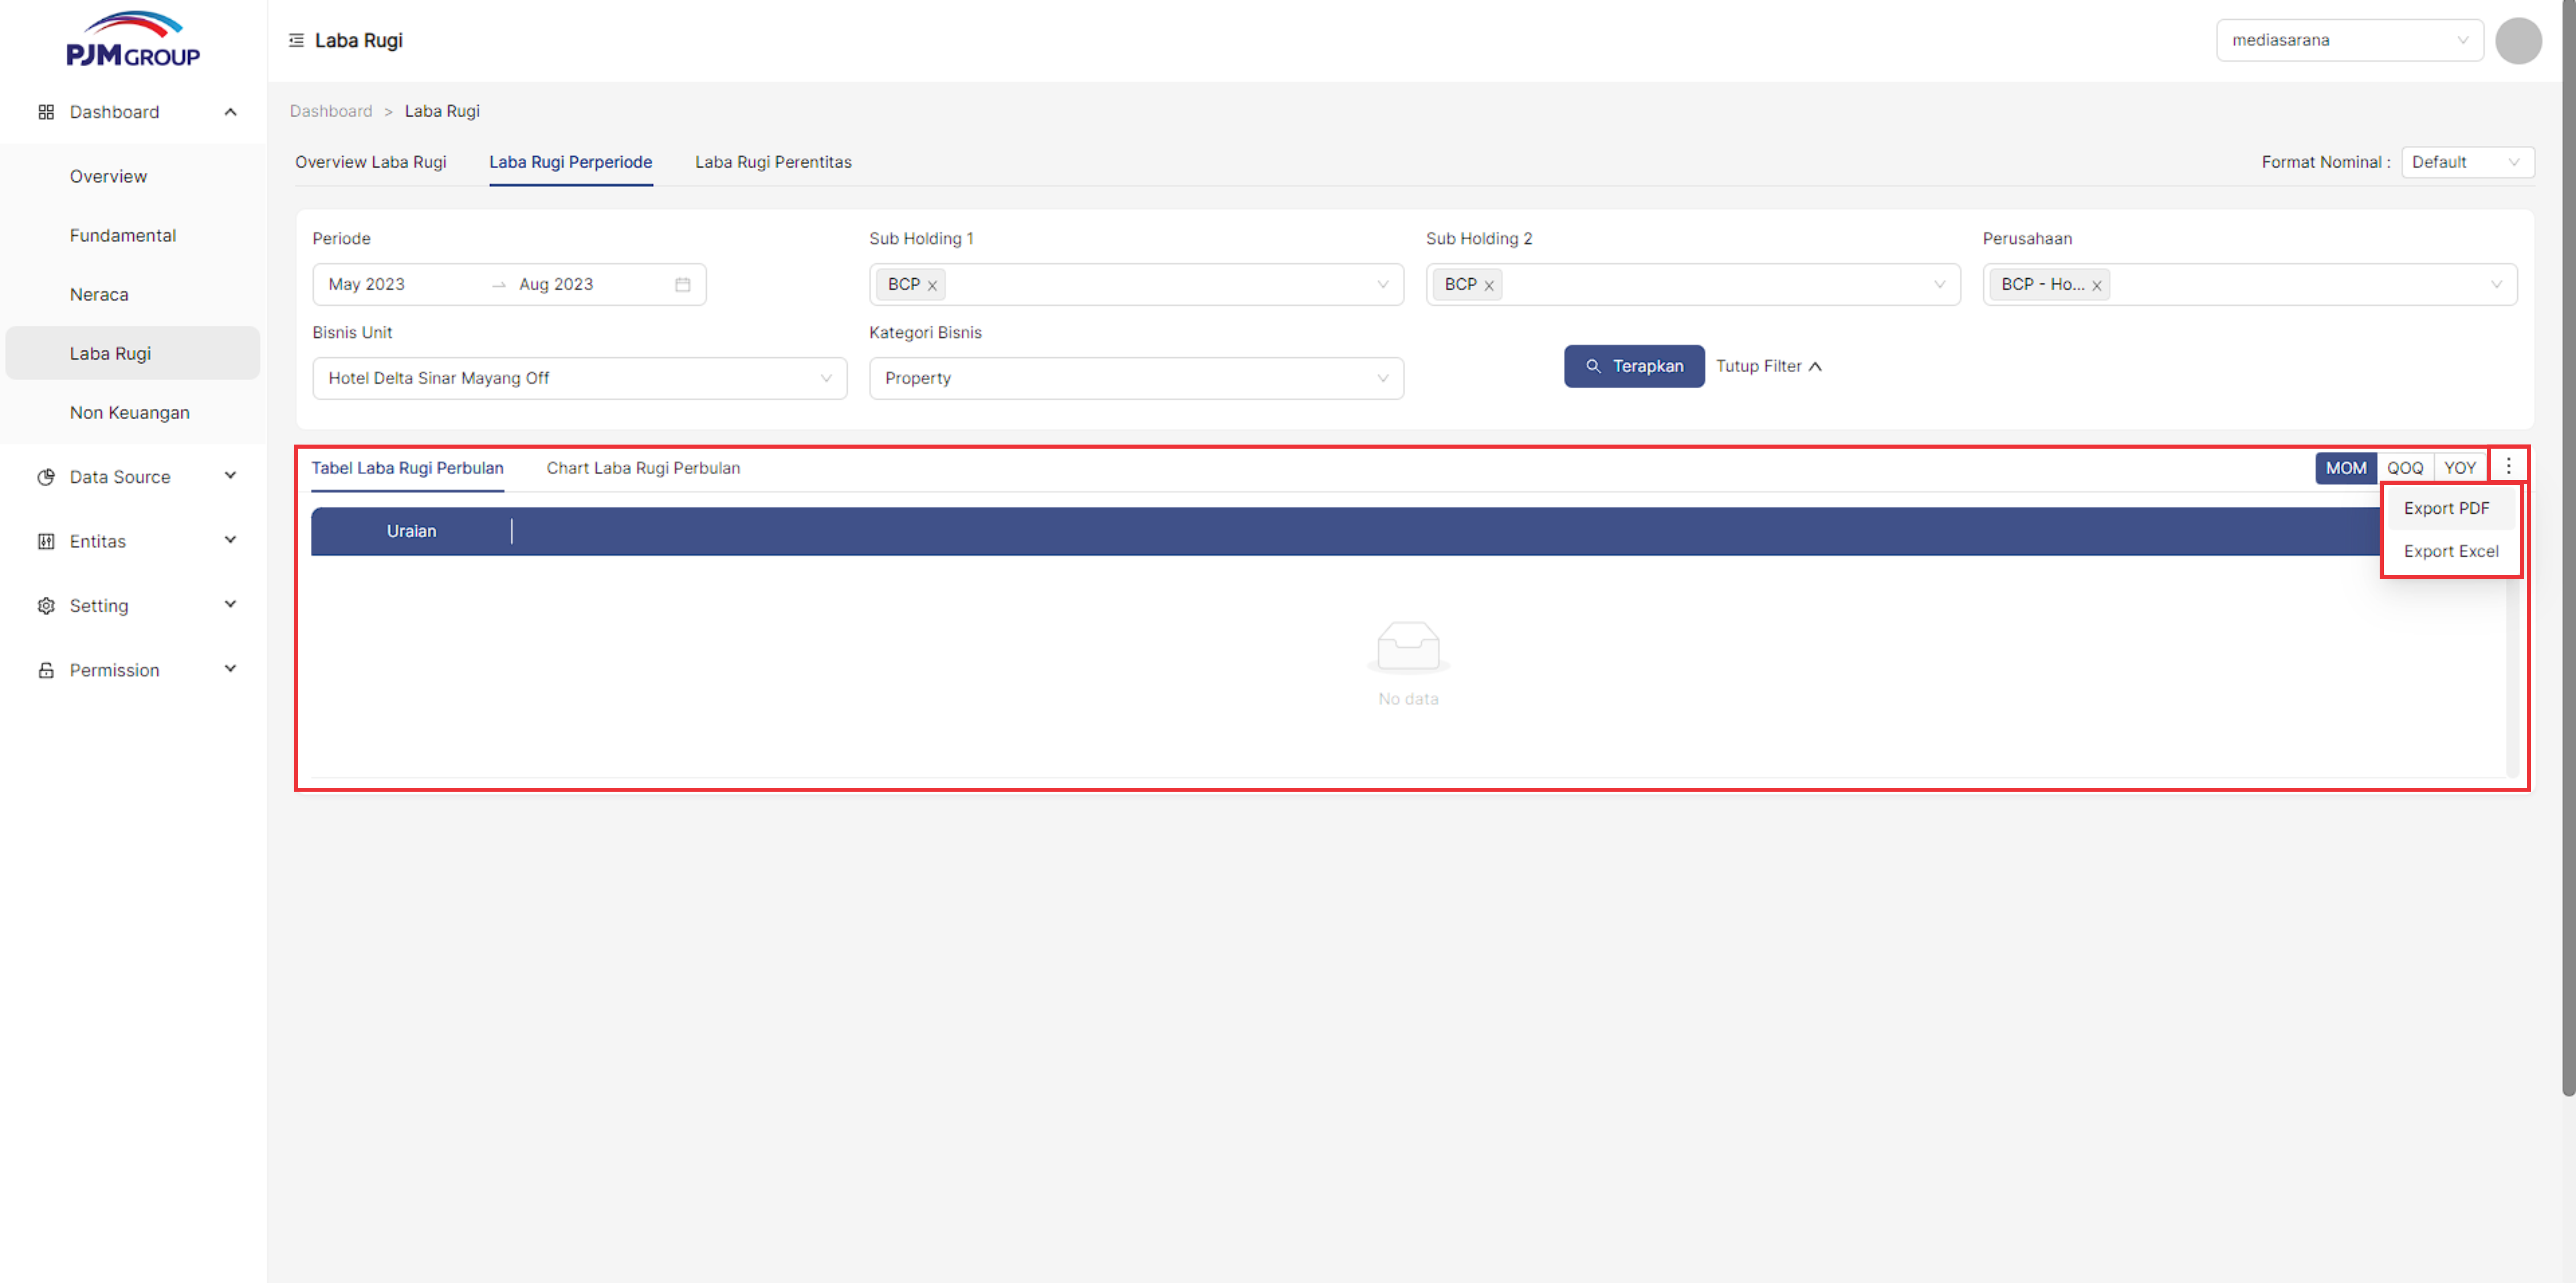 PJM GROUP
Laba Rugi
mediasarana
Dashboard
Overview
Fundamental
Neraca
Laba Rugi
Non Keuangan
Data Source
Entitas
Setting
Permission
Dashboard > Laba Rugi
Overview Laba Rugi Laba Rugi Perperiode Laba Rugi Perentitas
Format Nominal : Default
Periode Sub Holding 1 Sub Holding 2 Perusahaan
May 2023 → Aug 2023 BCP × BCP × BCP - Ho... ×
Bisnis Unit Kategori Bisnis
Hotel Delta Sinar Mayang Off Property Terapkan Tutup Filter
Tabel Laba Rugi Perbulan Chart Laba Rugi Perbulan MOM QOQ YOY
Export PDF
Export Excel
Uraian
No data